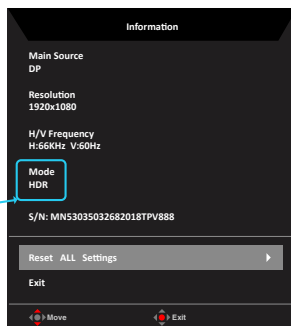 Information
Main Source
DP
Resolution
1920x1080
H/V Frequency
H:66KHz V:60Hz
Mode
HDR
S/N: MN53035032682018TPV888
Reset ALL Settings
Exit
Move Exit